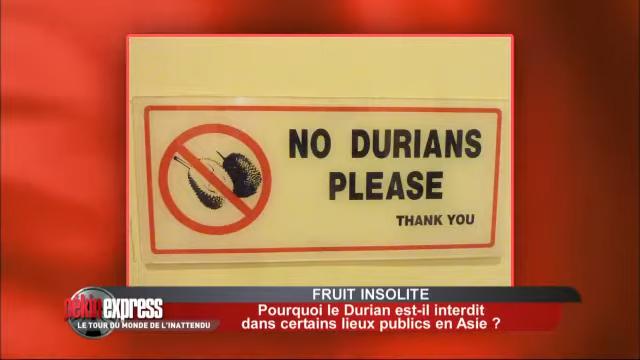 NO DURIANS
PLEASE
THANK YOU
FRUIT INSOLITE
pékin express
LE TOUR DU MONDE DE L'INATTENDU
Pourquoi le Durian est-il interdit
dans certains lieux publics en Asie ?